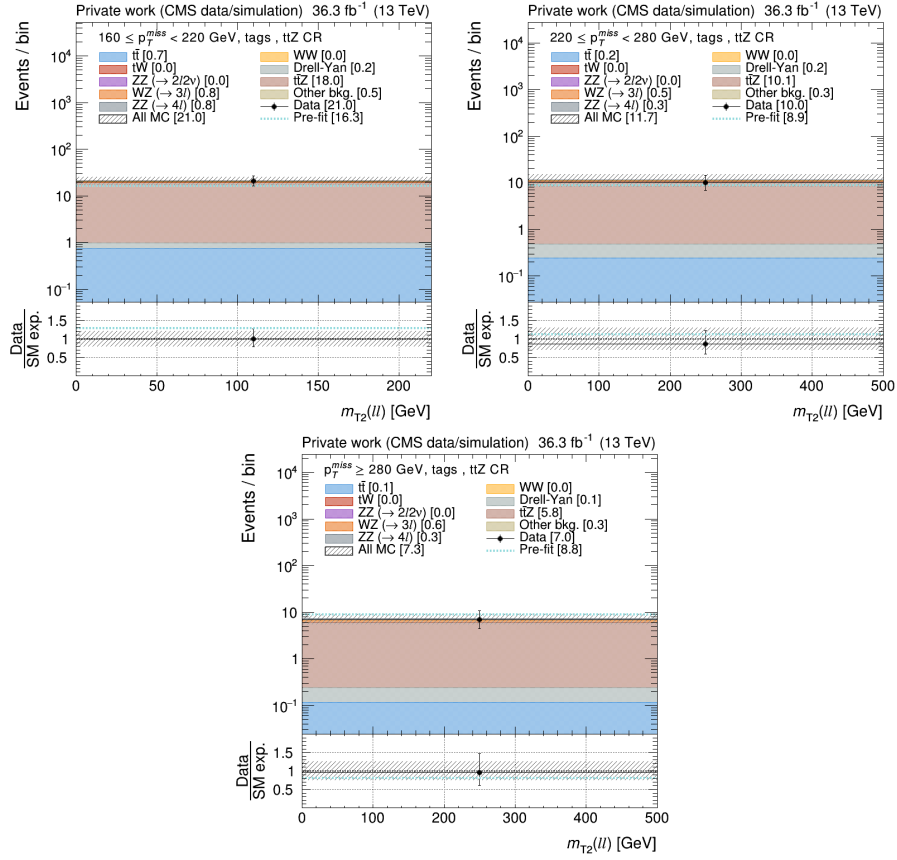 Private work (CMS data/simulation) 36.3 fb⁻¹ (13 TeV)
Events / bin
160 ≤ p_T^miss < 220 GeV, tags , ttZ CR
tt̄ [0.7]
tW [0.0]
ZZ (→ 2l2ν) [0.0]
WZ (→ 3l) [0.8]
ZZ (→ 4l) [0.8]
All MC [21.0]
WW [0.0]
Drell-Yan [0.2]
tt̄Z [18.0]
Other bkg. [0.5]
Data [21.0]
Pre-fit [16.3]
10⁴
10³
10²
10
1
10⁻¹
Data
SM exp.
1.5
1
0.5
0 50 100 150 200
m_T2(ll) [GeV]
Private work (CMS data/simulation) 36.3 fb⁻¹ (13 TeV)
Events / bin
220 ≤ p_T^miss < 280 GeV, tags , ttZ CR
tt̄ [0.2]
tW [0.0]
ZZ (→ 2l2ν) [0.0]
WZ (→ 3l) [0.5]
ZZ (→ 4l) [0.3]
All MC [11.7]
WW [0.0]
Drell-Yan [0.2]
tt̄Z [10.1]
Other bkg. [0.3]
Data [10.0]
Pre-fit [8.9]
10⁴
10³
10²
10
1
10⁻¹
Data
SM exp.
1.5
1
0.5
0 100 200 300 400 500
m_T2(ll) [GeV]
Private work (CMS data/simulation) 36.3 fb⁻¹ (13 TeV)
Events / bin
p_T^miss ≥ 280 GeV, tags , ttZ CR
tt̄ [0.1]
tW [0.0]
ZZ (→ 2l2ν) [0.0]
WZ (→ 3l) [0.6]
ZZ (→ 4l) [0.3]
All MC [7.3]
WW [0.0]
Drell-Yan [0.1]
tt̄Z [5.8]
Other bkg. [0.3]
Data [7.0]
Pre-fit [8.8]
10⁴
10³
10²
10
1
10⁻¹
Data
SM exp.
1.5
1
0.5
0 100 200 300 400 500
m_T2(ll) [GeV]